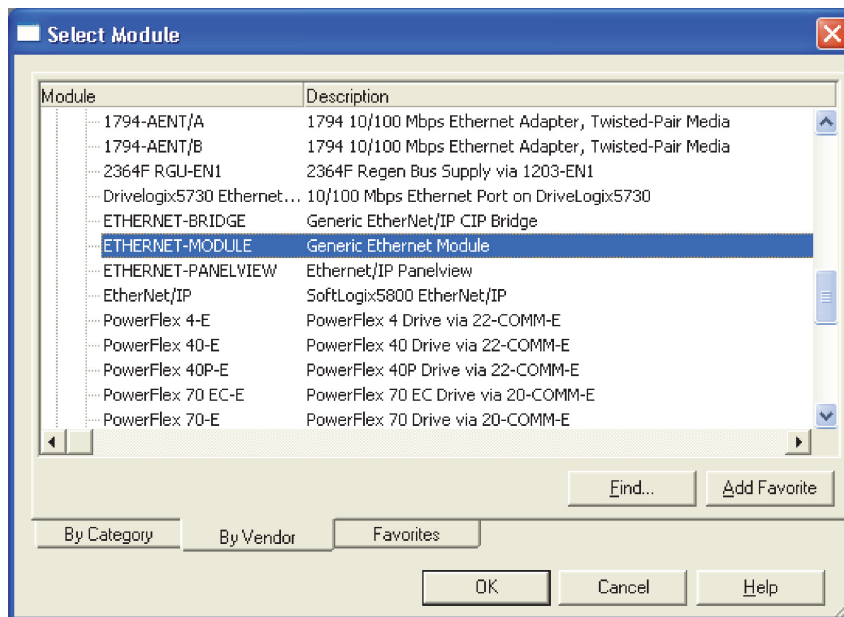 Select Module
Module Description
1794-AENT/A 1794 10/100 Mbps Ethernet Adapter, Twisted-Pair Media
1794-AENT/B 1794 10/100 Mbps Ethernet Adapter, Twisted-Pair Media
2364F RGU-EN1 2364F Regen Bus Supply via 1203-EN1
Drivelogix5730 Ethernet... 10/100 Mbps Ethernet Port on DriveLogix5730
ETHERNET-BRIDGE Generic EtherNet/IP CIP Bridge
ETHERNET-MODULE Generic Ethernet Module
ETHERNET-PANELVIEW Ethernet/IP Panelview
EtherNet/IP SoftLogix5800 EtherNet/IP
PowerFlex 4-E PowerFlex 4 Drive via 22-COMM-E
PowerFlex 40-E PowerFlex 40 Drive via 22-COMM-E
PowerFlex 40P-E PowerFlex 40P Drive via 22-COMM-E
PowerFlex 70 EC-E PowerFlex 70 EC Drive via 20-COMM-E
PowerFlex 70-E PowerFlex 70 Drive via 20-COMM-E
Find... Add Favorite
By Category By Vendor Favorites
OK Cancel Help